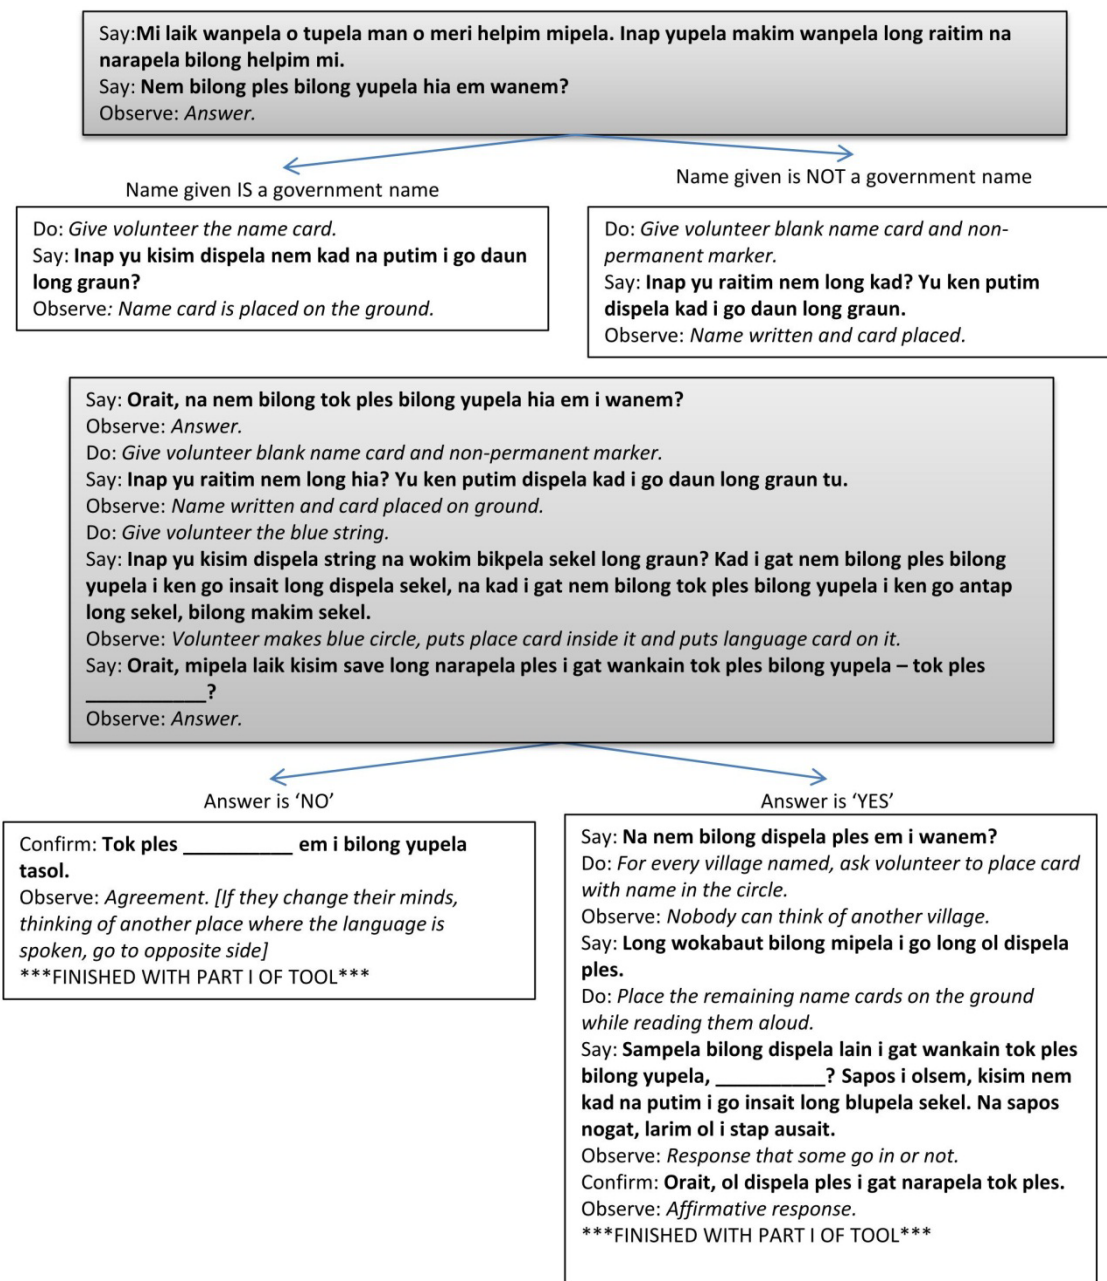 Say:Mi laik wanpela o tupela man o meri helpim mipela. Inap yupela makim wanpela long raitim na
narapela bilong helpim mi.
Say: Nem bilong ples bilong yupela hia em wanem?
Observe: Answer.
Name given IS a government name
Do: Give volunteer the name card.
Say: Inap yu kisim dispela nem kad na putim i go daun
long graun?
Observe: Name card is placed on the ground.
Name given is NOT a government name
Do: Give volunteer blank name card and non-
permanent marker.
Say: Inap yu raitim nem long kad? Yu ken putim
dispela kad i go daun long graun.
Observe: Name written and card placed.
Say: Orait, na nem bilong tok ples bilong yupela hia em i wanem?
Observe: Answer.
Do: Give volunteer blank name card and non-permanent marker.
Say: Inap yu raitim nem long hia? Yu ken putim dispela kad i go daun long graun tu.
Observe: Name written and card placed on ground.
Do: Give volunteer the blue string.
Say: Inap yu kisim dispela string na wokim bikpela sekel long graun? Kad i gat nem bilong ples bilong
yupela i ken go insait long dispela sekel, na kad i gat nem bilong tok ples bilong yupela i ken go antap
long sekel, bilong makim sekel.
Observe: Volunteer makes blue circle, puts place card inside it and puts language card on it.
Say: Orait, mipela laik kisim save long narapela ples i gat wankain tok ples bilong yupela – tok ples
___________?
Observe: Answer.
Answer is ‘NO’
Confirm: Tok ples __________ em i bilong yupela
tasol.
Observe: Agreement. [If they change their minds,
thinking of another place where the language is
spoken, go to opposite side]
***FINISHED WITH PART I OF TOOL***
Answer is ‘YES’
Say: Na nem bilong dispela ples em i wanem?
Do: For every village named, ask volunteer to place card
with name in the circle.
Observe: Nobody can think of another village.
Say: Long wokabaut bilong mipela i go long ol dispela
ples.
Do: Place the remaining name cards on the ground
while reading them aloud.
Say: Sampela bilong dispela lain i gat wankain tok ples
bilong yupela, __________? Sapos i olsem, kisim nem
kad na putim i go insait long blupela sekel. Na sapos
nogat, larim ol i stap ausait.
Observe: Response that some go in or not.
Confirm: Orait, ol dispela ples i gat narapela tok ples.
Observe: Affirmative response.
***FINISHED WITH PART I OF TOOL***